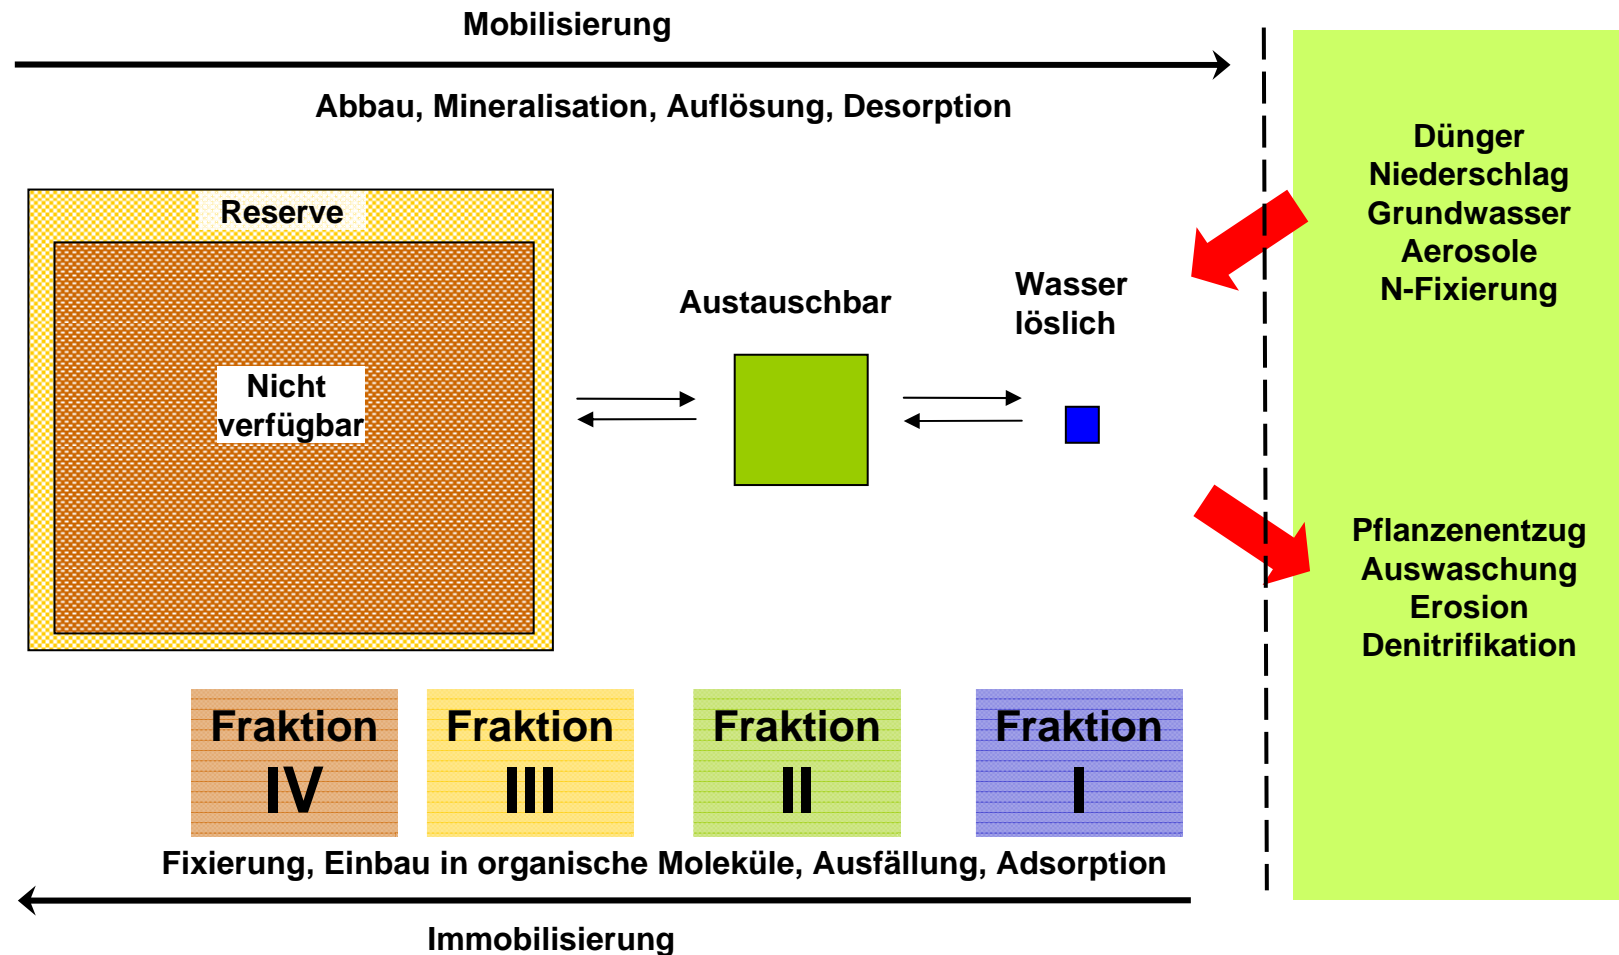 Mobilisierung
Abbau, Mineralisation, Auflösung, Desorption
Reserve
Nicht
verfügbar
Austauschbar
Wasser
löslich
Dünger
Niederschlag
Grundwasser
Aerosole
N-Fixierung
Pflanzenentzug
Auswaschung
Erosion
Denitrifikation
Fraktion
IV
Fraktion
III
Fraktion
II
Fraktion
I
Fixierung, Einbau in organische Moleküle, Ausfällung, Adsorption
Immobilisierung